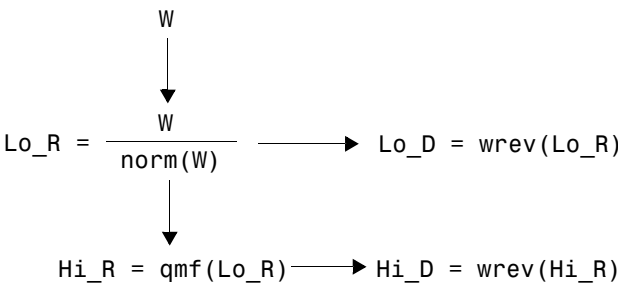 W
Lo_R = W / norm(W) Lo_D = wrev(Lo_R)
Hi_R = qmf(Lo_R) Hi_D = wrev(Hi_R)